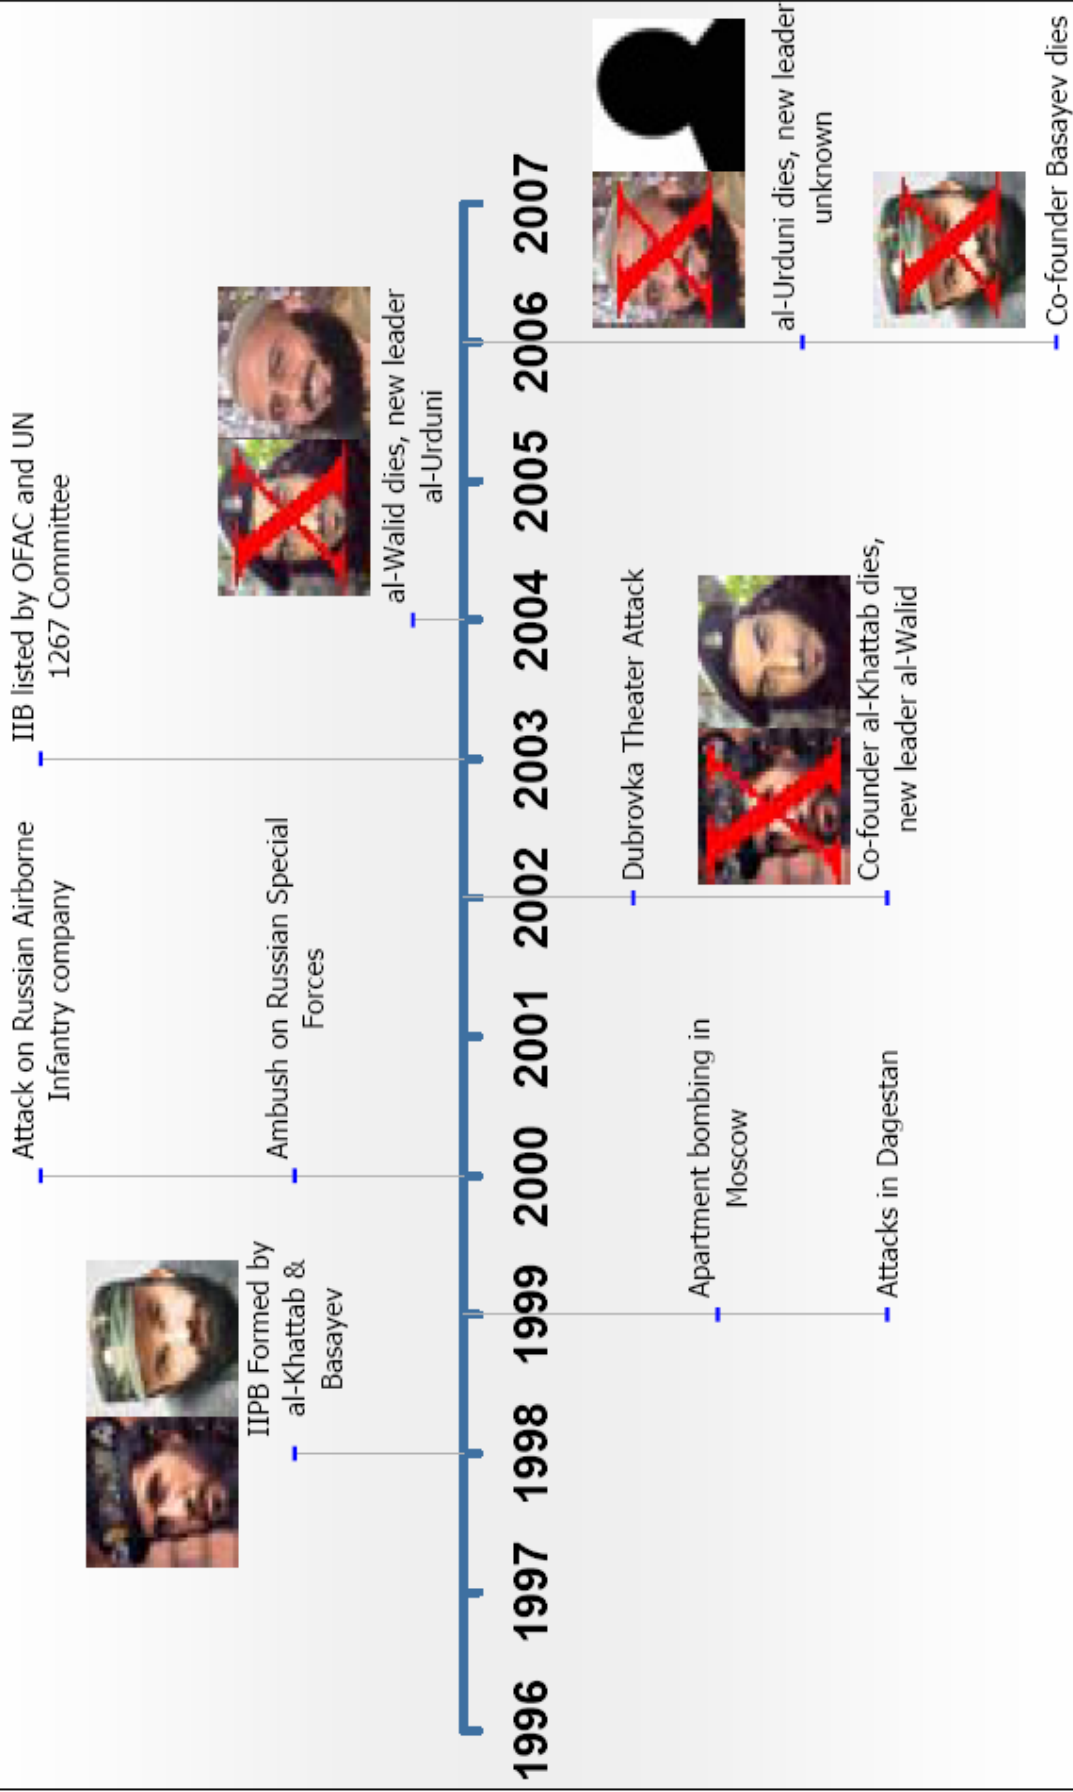 Attack on Russian Airborne
Infantry company
IIB listed by OFAC and UN
1267 Committee
IIPB Formed by
al-Khattab &
Basayev
Ambush on Russian Special
Forces
al-Walid dies, new leader
al-Urduni
1996 1997 1998 1999 2000 2001 2002 2003 2004 2005 2006 2007
Dubrovka Theater Attack
Apartment bombing in
Moscow
al-Urduni dies, new leader
unknown
Co-founder al-Khattab dies,
new leader al-Walid
Attacks in Dagestan
Co-founder Basayev dies